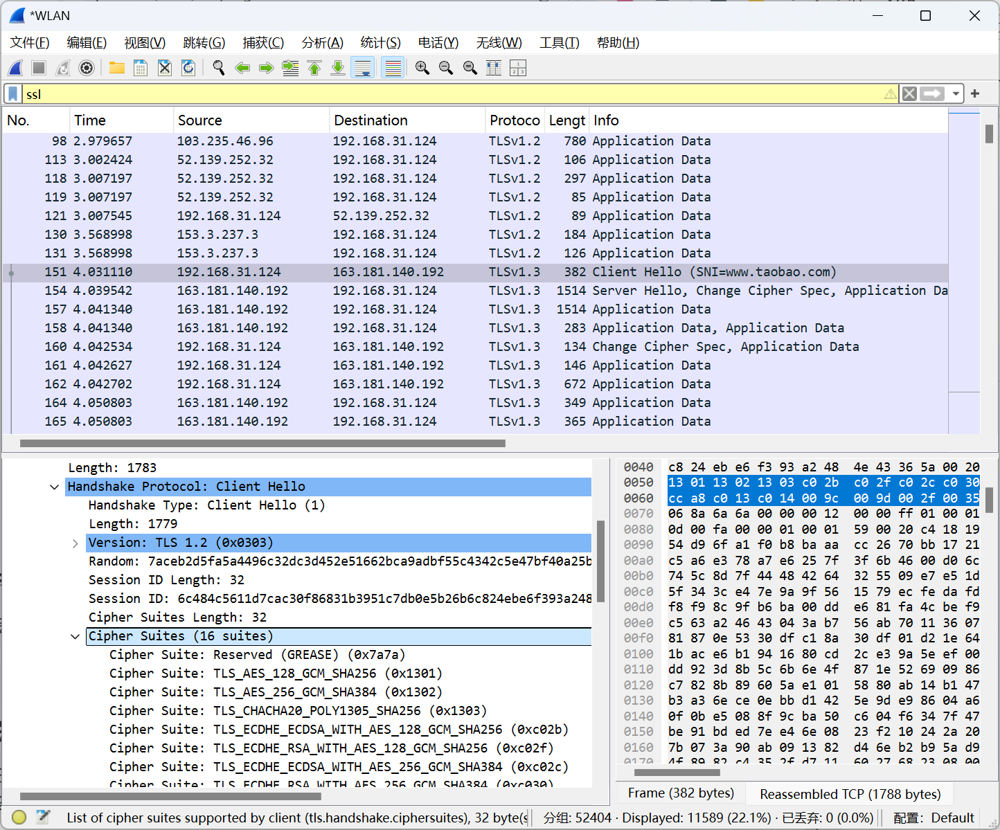 *WLAN
文件(F) 编辑(E) 视图(V) 跳转(G) 捕获(C) 分析(A) 统计(S) 电话(Y) 无线(W) 工具(T) 帮助(H)
ssl
No. Time Source Destination Protoco Lengt Info
98 2.979657 103.235.46.96 192.168.31.124 TLSv1.2 780 Application Data
113 3.002424 52.139.252.32 192.168.31.124 TLSv1.2 106 Application Data
118 3.007197 52.139.252.32 192.168.31.124 TLSv1.2 297 Application Data
119 3.007197 52.139.252.32 192.168.31.124 TLSv1.2 85 Application Data
121 3.007545 192.168.31.124 52.139.252.32 TLSv1.2 89 Application Data
130 3.568998 153.3.237.3 192.168.31.124 TLSv1.2 184 Application Data
131 3.568998 153.3.237.3 192.168.31.124 TLSv1.2 126 Application Data
151 4.031110 192.168.31.124 163.181.140.192 TLSv1.3 382 Client Hello (SNI=www.taobao.com)
154 4.039542 163.181.140.192 192.168.31.124 TLSv1.3 1514 Server Hello, Change Cipher Spec, Application Da
157 4.041340 163.181.140.192 192.168.31.124 TLSv1.3 1514 Application Data
158 4.041340 163.181.140.192 192.168.31.124 TLSv1.3 283 Application Data, Application Data
160 4.042534 192.168.31.124 163.181.140.192 TLSv1.3 134 Change Cipher Spec, Application Data
161 4.042627 192.168.31.124 163.181.140.192 TLSv1.3 146 Application Data
162 4.042702 192.168.31.124 163.181.140.192 TLSv1.3 672 Application Data
164 4.050803 163.181.140.192 192.168.31.124 TLSv1.3 349 Application Data
165 4.050803 163.181.140.192 192.168.31.124 TLSv1.3 365 Application Data
Length: 1783
Handshake Protocol: Client Hello
Handshake Type: Client Hello (1)
Length: 1779
Version: TLS 1.2 (0x0303)
Random: 7aceb2d5fa5a4496c32dc3d452e51662bca9adbf55c4342c5e47bf40a25b
Session ID Length: 32
Session ID: 6c484c5611d7cac30f86831b3951c7db0e5b26b6c824ebe6f393a248
Cipher Suites Length: 32
Cipher Suites (16 suites)
Cipher Suite: Reserved (GREASE) (0x7a7a)
Cipher Suite: TLS_AES_128_GCM_SHA256 (0x1301)
Cipher Suite: TLS_AES_256_GCM_SHA384 (0x1302)
Cipher Suite: TLS_CHACHA20_POLY1305_SHA256 (0x1303)
Cipher Suite: TLS_ECDHE_ECDSA_WITH_AES_128_GCM_SHA256 (0xc02b)
Cipher Suite: TLS_ECDHE_RSA_WITH_AES_128_GCM_SHA256 (0xc02f)
Cipher Suite: TLS_ECDHE_ECDSA_WITH_AES_256_GCM_SHA384 (0xc02c)
Cipher Suite: TLS_ECDHE_RSA_WITH_AES_256_GCM_SHA384 (0xc030)
0040 c8 24 eb e6 f3 93 a2 48 4e 43 36 5a 00 20
0050 13 01 13 02 13 03 c0 2b c0 2f c0 2c c0 30
0060 cc a8 c0 13 c0 14 00 9c 00 9d 00 2f 00 35
0070 06 8a 6a 6a 00 00 00 12 00 00 ff 01 00 01
0080 0d 00 fa 00 00 01 00 01 59 00 20 c4 18 19
0090 54 d9 6f a1 f0 b8 ba aa cc 26 70 bb 17 21
00a0 c5 a6 e3 78 a7 e6 25 7f 3f 6b 46 00 d0 6c
00b0 74 5c 8d 7f 44 48 42 64 32 55 09 e7 e5 1d
00c0 5f 34 3c e4 7e 9a 9f 56 15 79 ec fe da fd
00d0 f8 f9 8c 9f b6 ba 00 dd e6 81 fa 4c be f9
00e0 c5 63 a2 46 43 04 3a b7 56 ab 70 11 36 07
00f0 81 87 0e 53 30 df c1 8a 30 df 01 d2 1e 64
0100 1b ac e6 b1 94 16 80 cd 2c e3 9a 5e ef 00
0110 dd 92 3d 8b 5c 6b 6e 4f 87 1e 52 69 09 86
0120 c7 82 8b 89 60 5a e1 01 58 80 ab 14 b1 47
0130 b3 a3 6e ce 0e bb d1 42 5e 9d e9 86 04 a6
0140 0f 0b e5 08 8f 9c ba 50 c6 04 f6 34 7f 47
0150 be 91 bd ed 7e e4 6e 08 23 f2 10 24 2a 20
0160 7b 07 3a 90 ab 09 13 82 d4 6e b2 b9 5a d9
0170 4f 89 82 c4 35 2f d7 11 60 27 68 23 08 00
Frame (382 bytes) Reassembled TCP (1788 bytes)
List of cipher suites supported by client (tls.handshake.ciphersuites), 32 byte(s 分组: 52404 · Displayed: 11589 (22.1%) · 已丢弃: 0 (0.0%) 配置: Default